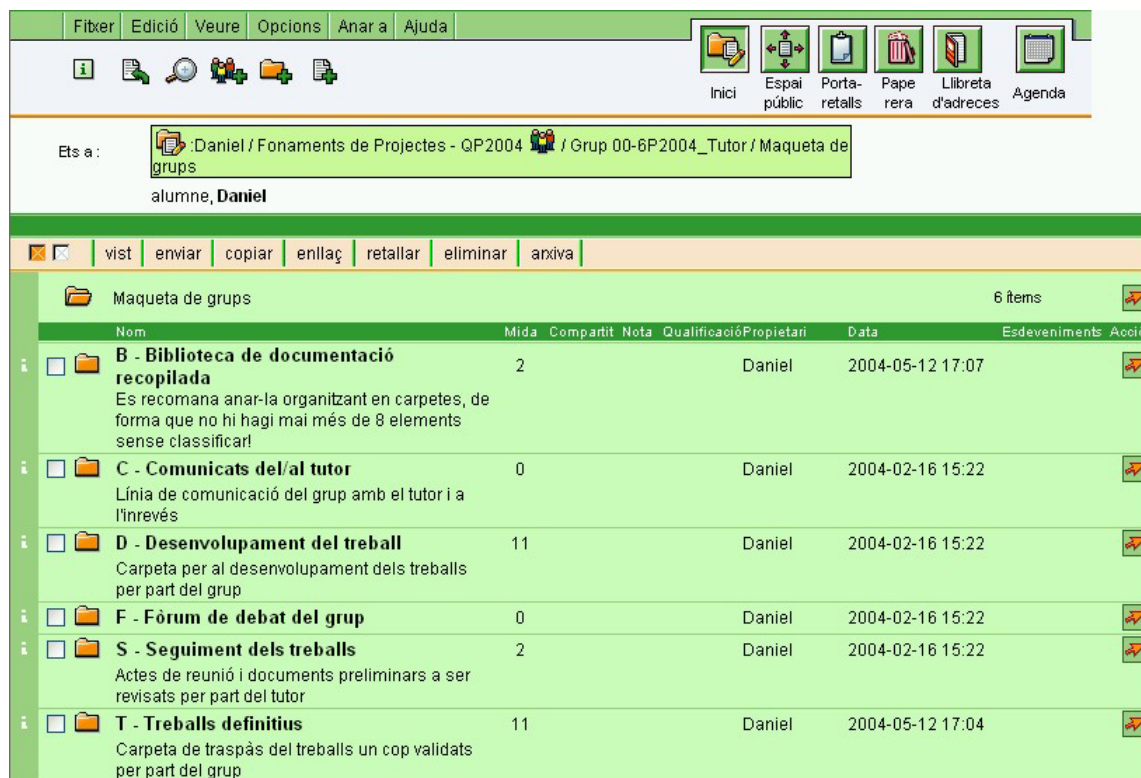 Fitxer Edició Veure Opcions Anar a Ajuda
Inici Espai públic Porta-retalls Pape rera Llibreta d'adreces Agenda
Ets a :
:Daniel / Fonaments de Projectes - QP2004 / Grup 00-6P2004_Tutor / Maqueta de
grups
alumne, Daniel
vist enviar copiar enllaç retallar eliminar arxiva
Maqueta de grups 6 ítems
Nom Mida Compartit Nota Qualificació Propietari Data Esdeveniments Acció
B - Biblioteca de documentació 2 Daniel 2004-05-12 17:07
recopilada
Es recomana anar-la organitzant en carpetes, de
forma que no hi hagi mai més de 8 elements
sense classificar!
C - Comunicats del/al tutor 0 Daniel 2004-02-16 15:22
Línia de comunicació del grup amb el tutor i a
l'inrevés
D - Desenvolupament del treball 11 Daniel 2004-02-16 15:22
Carpeta per al desenvolupament dels treballs
per part del grup
F - Fòrum de debat del grup 0 Daniel 2004-02-16 15:22
S - Seguiment dels treballs 2 Daniel 2004-02-16 15:22
Actes de reunió i documents preliminars a ser
revisats per part del tutor
T - Treballs definitius 11 Daniel 2004-05-12 17:04
Carpeta de traspàs del treballs un cop validats
per part del grup